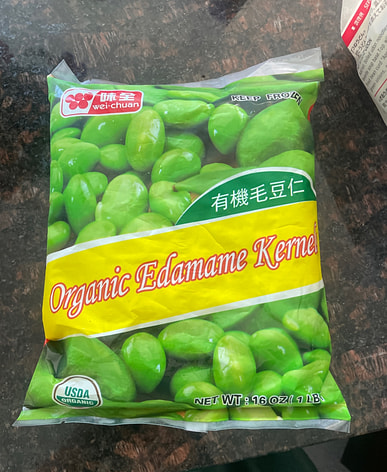 味全
wei-chuan
KEEP FROZ
有機毛豆仁
Organic Edamame Kernel
USDA
ORGANIC
NET WT: 16 OZ (1 LB)